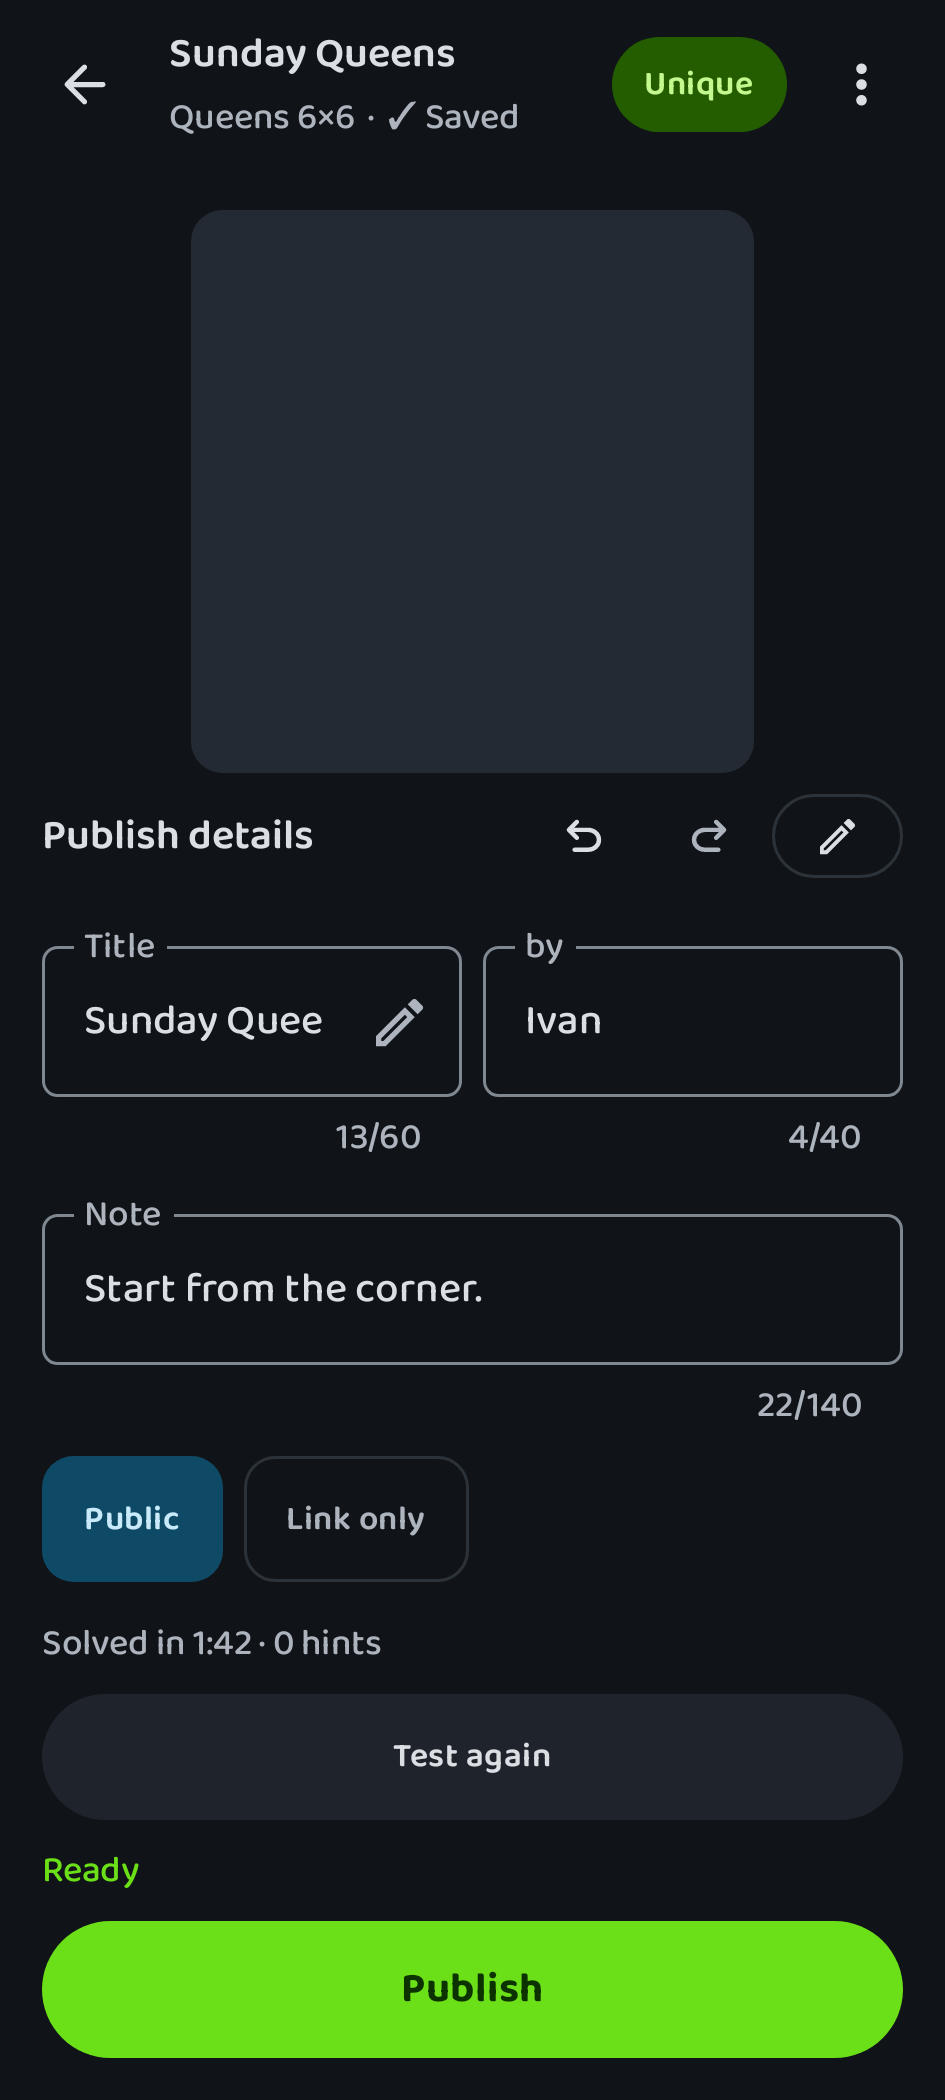 Sunday Queens
Queens 6×6 · ✓ Saved
Unique
Publish details
Title
Sunday Quee
13/60
by
Ivan
4/40
Note
Start from the corner.
22/140
Public
Link only
Solved in 1:42 · 0 hints
Test again
Ready
Publish